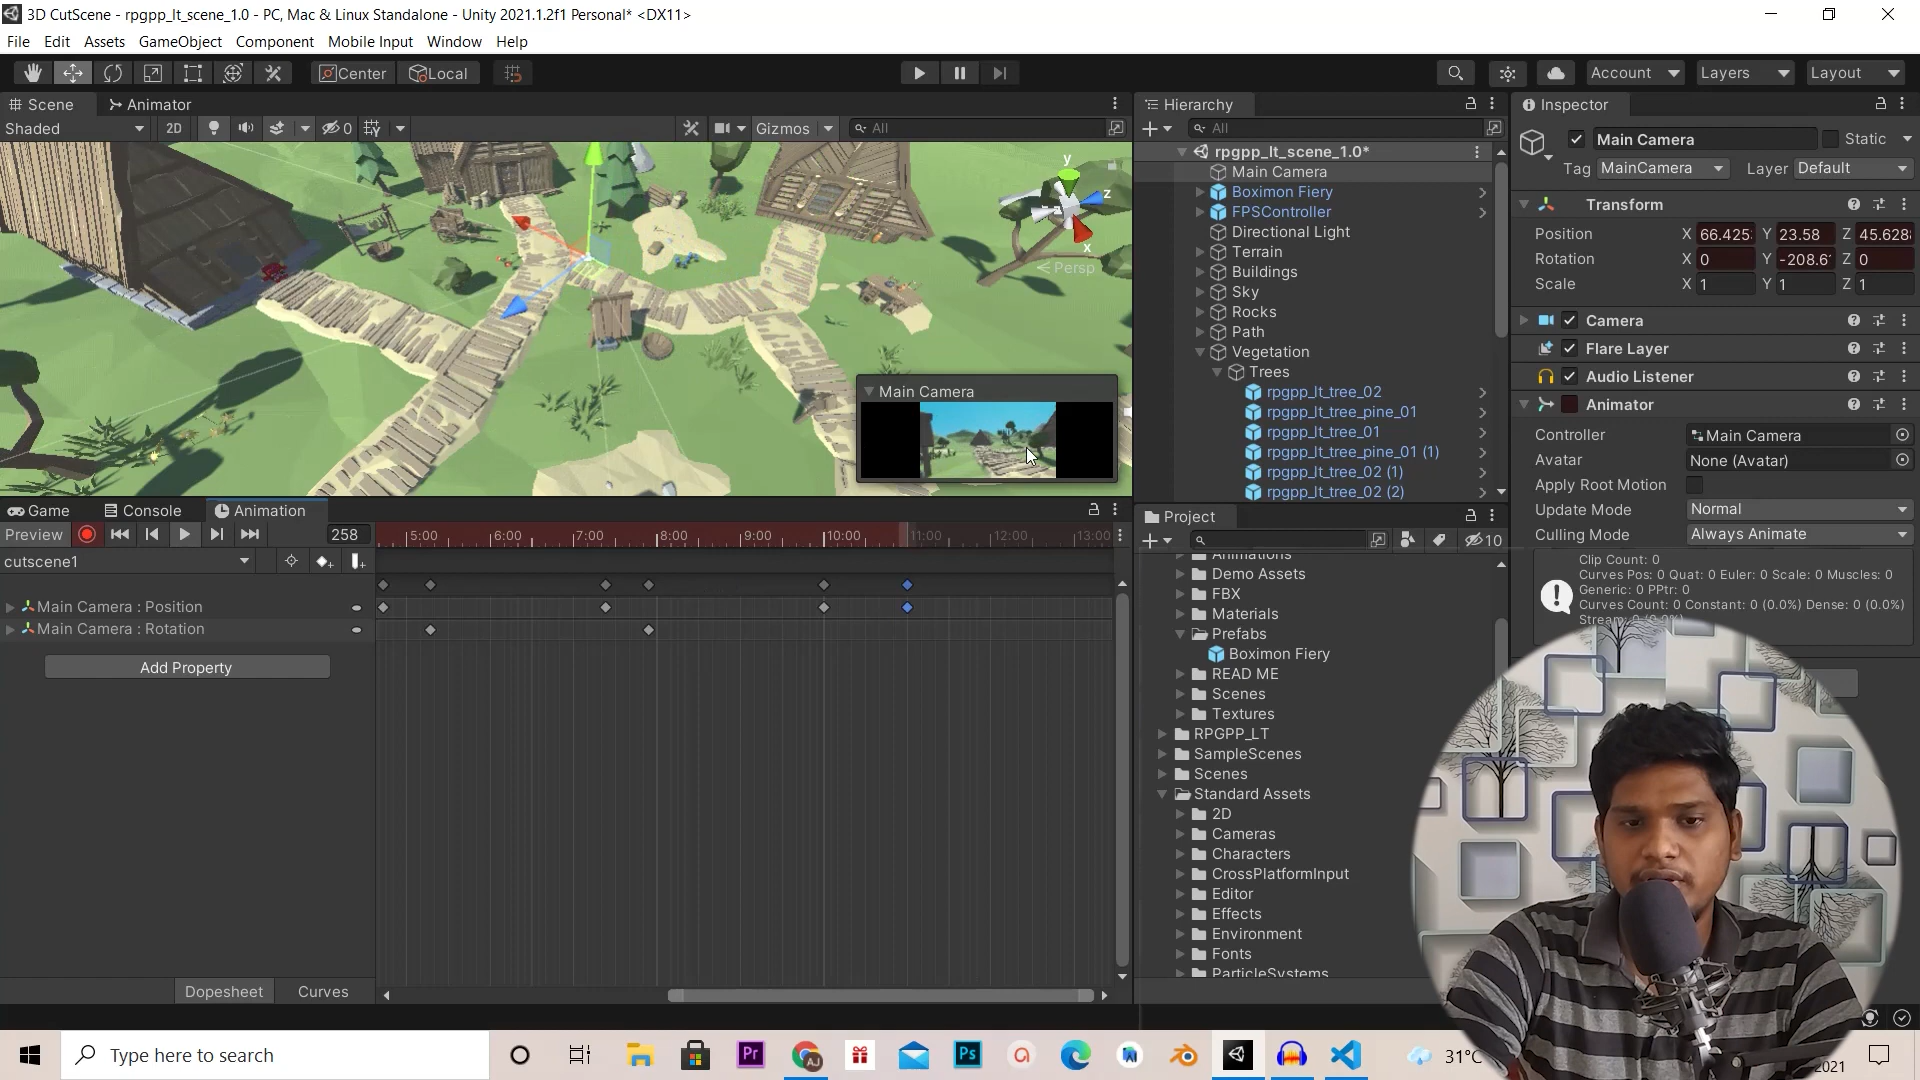 3D CutScene - rpgpp_lt_scene_1.0 - PC, Mac & Linux Standalone - Unity 2021.1.2f1 Personal* <DX11>
File Edit Assets GameObject Component Mobile Input Window Help
Center Local Account Layers Layout
Scene Animator
Shaded 2D 0 Gizmos All
y
z
x
Persp
Main Camera
Hierarchy
All
rpgpp_lt_scene_1.0*
Main Camera
Boximon Fiery
FPSController
Directional Light
Terrain
Buildings
Sky
Rocks
Path
Vegetation
Trees
rpgpp_lt_tree_02
rpgpp_lt_tree_pine_01
rpgpp_lt_tree_01
rpgpp_lt_tree_pine_01 (1)
rpgpp_lt_tree_02 (1)
rpgpp_lt_tree_02 (2)
Inspector
Main Camera Static
Tag MainCamera Layer Default
Transform
Position X 66.425 Y 23.58 Z 45.628
Rotation X 0 Y -208.6 Z 0
Scale X 1 Y 1 Z 1
Camera
Flare Layer
Audio Listener
Animator
Controller Main Camera
Avatar None (Avatar)
Apply Root Motion
Update Mode Normal
Culling Mode Always Animate
Clip Count: 0
Curves Pos: 0 Quat: 0 Euler: 0 Scale: 0 Muscles: 0
Generic: 0 PPtr: 0
Curves Count: 0 Constant: 0 (0.0%) Dense: 0 (0.0%)
Stream: 0 (0.0%)
Game Console Animation
Preview 258 5:00 6:00 7:00 8:00 9:00 10:00 11:00 12:00 13:00
cutscene1
Main Camera : Position
Main Camera : Rotation
Add Property
Dopesheet Curves
Project
10
Animations
Demo Assets
FBX
Materials
Prefabs
Boximon Fiery
READ ME
Scenes
Textures
RPGPP_LT
SampleScenes
Scenes
Standard Assets
2D
Cameras
Characters
CrossPlatformInput
Editor
Effects
Environment
Fonts
ParticleSystems
Type here to search Pr AJ Ps 31°C
2021